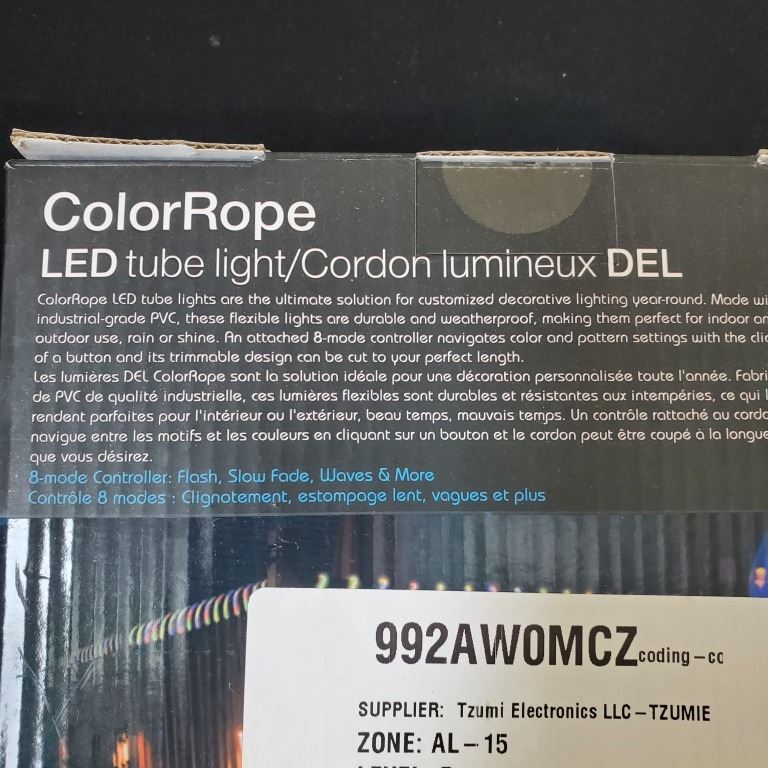 ColorRope
LED tube light/Cordon lumineux DEL
ColorRope LED tube lights are the ultimate solution for customized decorative lighting year-round. Made
industrial-grade PVC, these flexible lights are durable and weatherproof, making them perfect for indoor
outdoor use, rain or shine. An attached 8-mode controller navigates color and pattern settings with the
of a button and its trimmable design can be cut to your perfect length.
Les lumières DEL ColorRope sont la solution idéale pour une décoration personnalisée toute l'année.
de PVC de qualité industrielle, ces lumières flexibles sont durables et résistantes aux intempéries, ce qui
rendent parfaites pour l'intérieur ou l'extérieur, beau temps, mauvais temps. Un contrôle rattaché au
navigue entre les motifs et les couleurs en cliquant sur un bouton et le cordon peut être coupé à la
que vous désirez.
8-mode Controller: Flash, Slow Fade, Waves & More
Contrôle 8 modes : Clignotement, estompage lent, vagues et plus
992AW0MCZ coding-cc
SUPPLIER: Tzumi Electronics LLC-TZUMIE
ZONE: AL-15